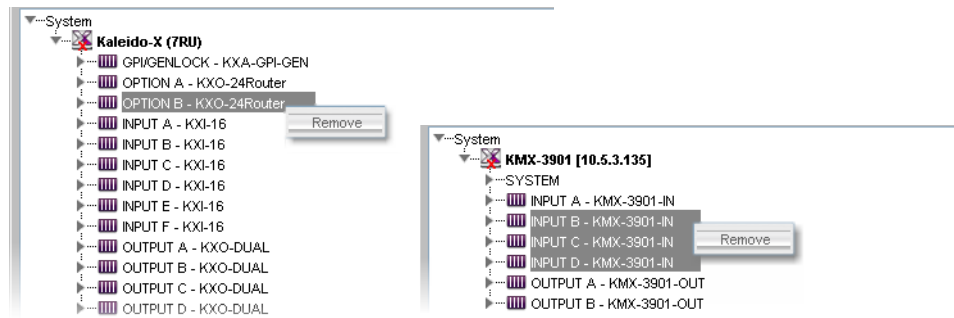 System
Kaleido-X (7RU)
GPI/GENLOCK - KXA-GPI-GEN
OPTION A - KXO-24Router
OPTION B - KXO-24Router
Remove
INPUT A - KXI-16
INPUT B - KXI-16
INPUT C - KXI-16
INPUT D - KXI-16
INPUT E - KXI-16
INPUT F - KXI-16
OUTPUT A - KXO-DUAL
OUTPUT B - KXO-DUAL
OUTPUT C - KXO-DUAL
OUTPUT D - KXO-DUAL
System
KMX-3901 [10.5.3.135]
SYSTEM
INPUT A - KMX-3901-IN
INPUT B - KMX-3901-IN
INPUT C - KMX-3901-IN
Remove
INPUT D - KMX-3901-IN
OUTPUT A - KMX-3901-OUT
OUTPUT B - KMX-3901-OUT